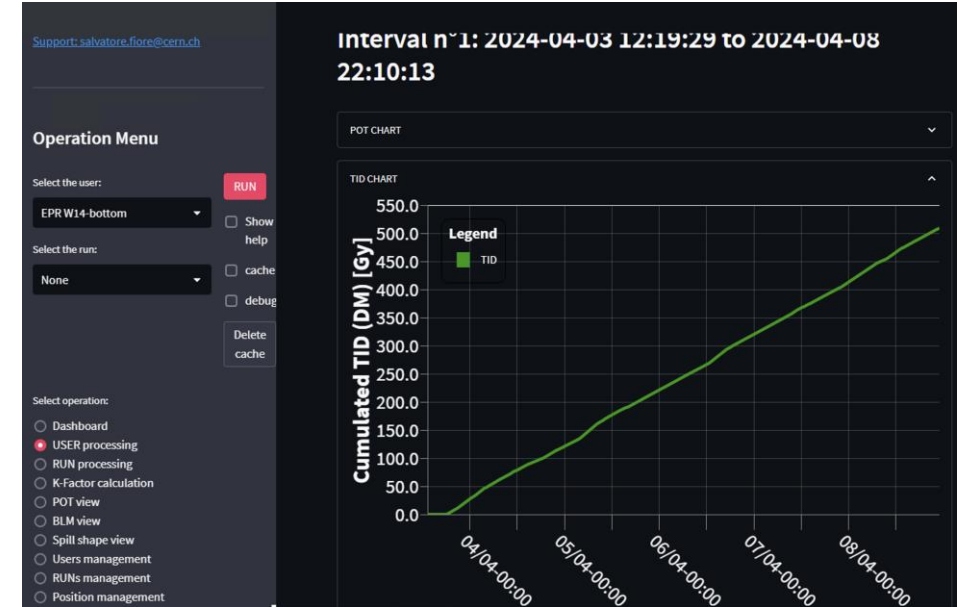 Support: salvatore.fiore@cern.ch
Operation Menu
Select the user:
EPR W14-bottom
Select the run:
None
RUN
Show help
cache
debug
Delete cache
Select operation:
Dashboard
USER processing
RUN processing
K-Factor calculation
POT view
BLM view
Spill shape view
Users management
RUNs management
Position management
Interval n°1: 2024-04-03 12:19:29 to 2024-04-08
22:10:13
POT CHART
TID CHART
Cumulated TID (DM) [Gy]
550.0
500.0
450.0
400.0
350.0
300.0
250.0
200.0
150.0
100.0
50.0
0.0
Legend
TID
04/04-00:00
05/04-00:00
06/04-00:00
07/04-00:00
08/04-00:00